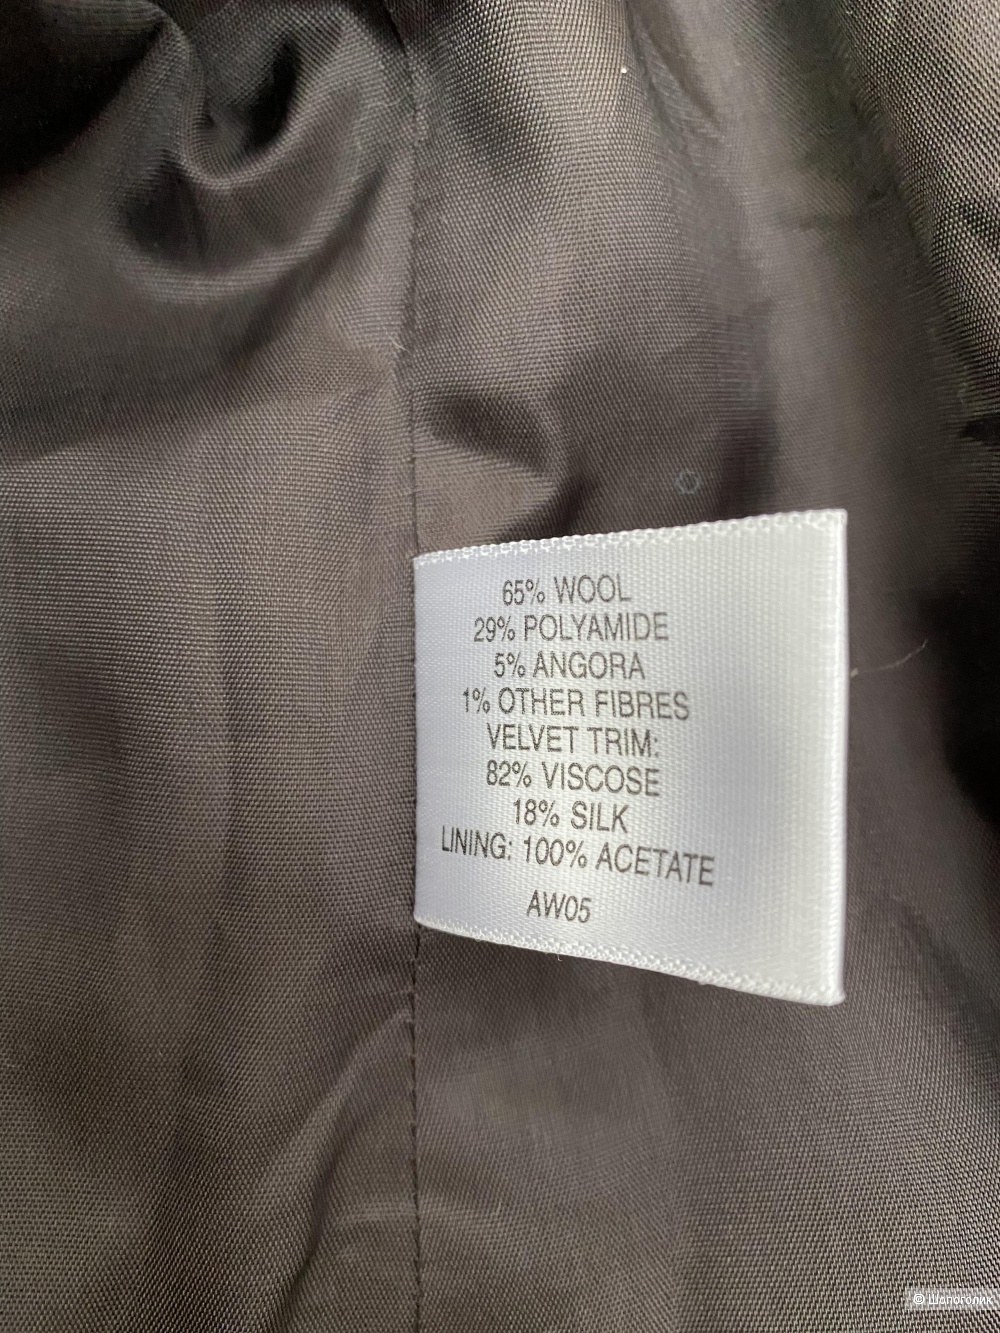 65% WOOL
29% POLYAMIDE
5% ANGORA
1% OTHER FIBRES
VELVET TRIM:
82% VISCOSE
18% SILK
LINING: 100% ACETATE
AW05
© Шопоголик